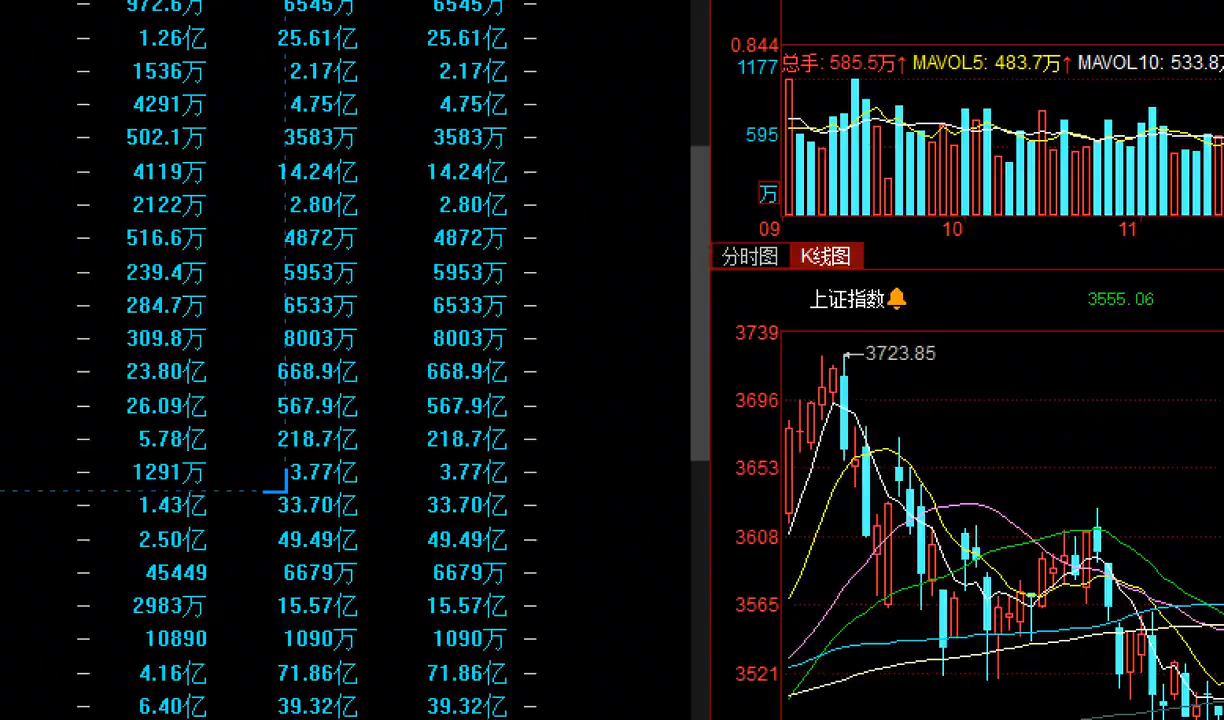 — 972.6万 6545万 6545万 —
— 1.26亿 25.61亿 25.61亿 —
— 1536万 2.17亿 2.17亿 —
— 4291万 4.75亿 4.75亿 —
— 502.1万 3583万 3583万 —
— 4119万 14.24亿 14.24亿 —
— 2122万 2.80亿 2.80亿 —
— 516.6万 4872万 4872万 —
— 239.4万 5953万 5953万 —
— 284.7万 6533万 6533万 —
— 309.8万 8003万 8003万 —
— 23.80亿 668.9亿 668.9亿 —
— 26.09亿 567.9亿 567.9亿 —
— 5.78亿 218.7亿 218.7亿 —
— 1291万 3.77亿 3.77亿 —
— 1.43亿 33.70亿 33.70亿 —
— 2.50亿 49.49亿 49.49亿 —
— 45449 6679万 6679万 —
— 2983万 15.57亿 15.57亿 —
— 10890 1090万 1090万 —
— 4.16亿 71.86亿 71.86亿 —
— 6.40亿 39.32亿 39.32亿 —
0.844
1177 总手: 585.5万↑ MAVOL5: 483.7万↑ MAVOL10: 533.8万
595
万
09 10 11
分时图 K线图
上证指数 3555.06
3739
3723.85
3696
3653
3608
3565
3521